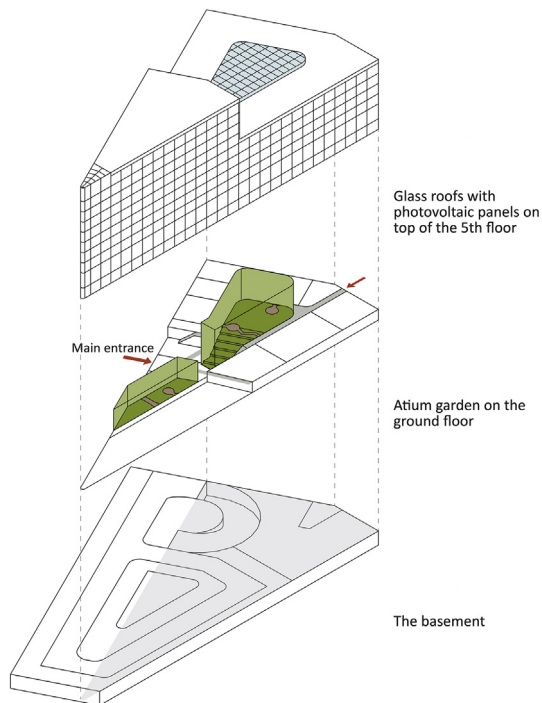 Glass roofs with
photovoltaic panels on
top of the 5th floor
Main entrance
Atium garden on the
ground floor
The basement